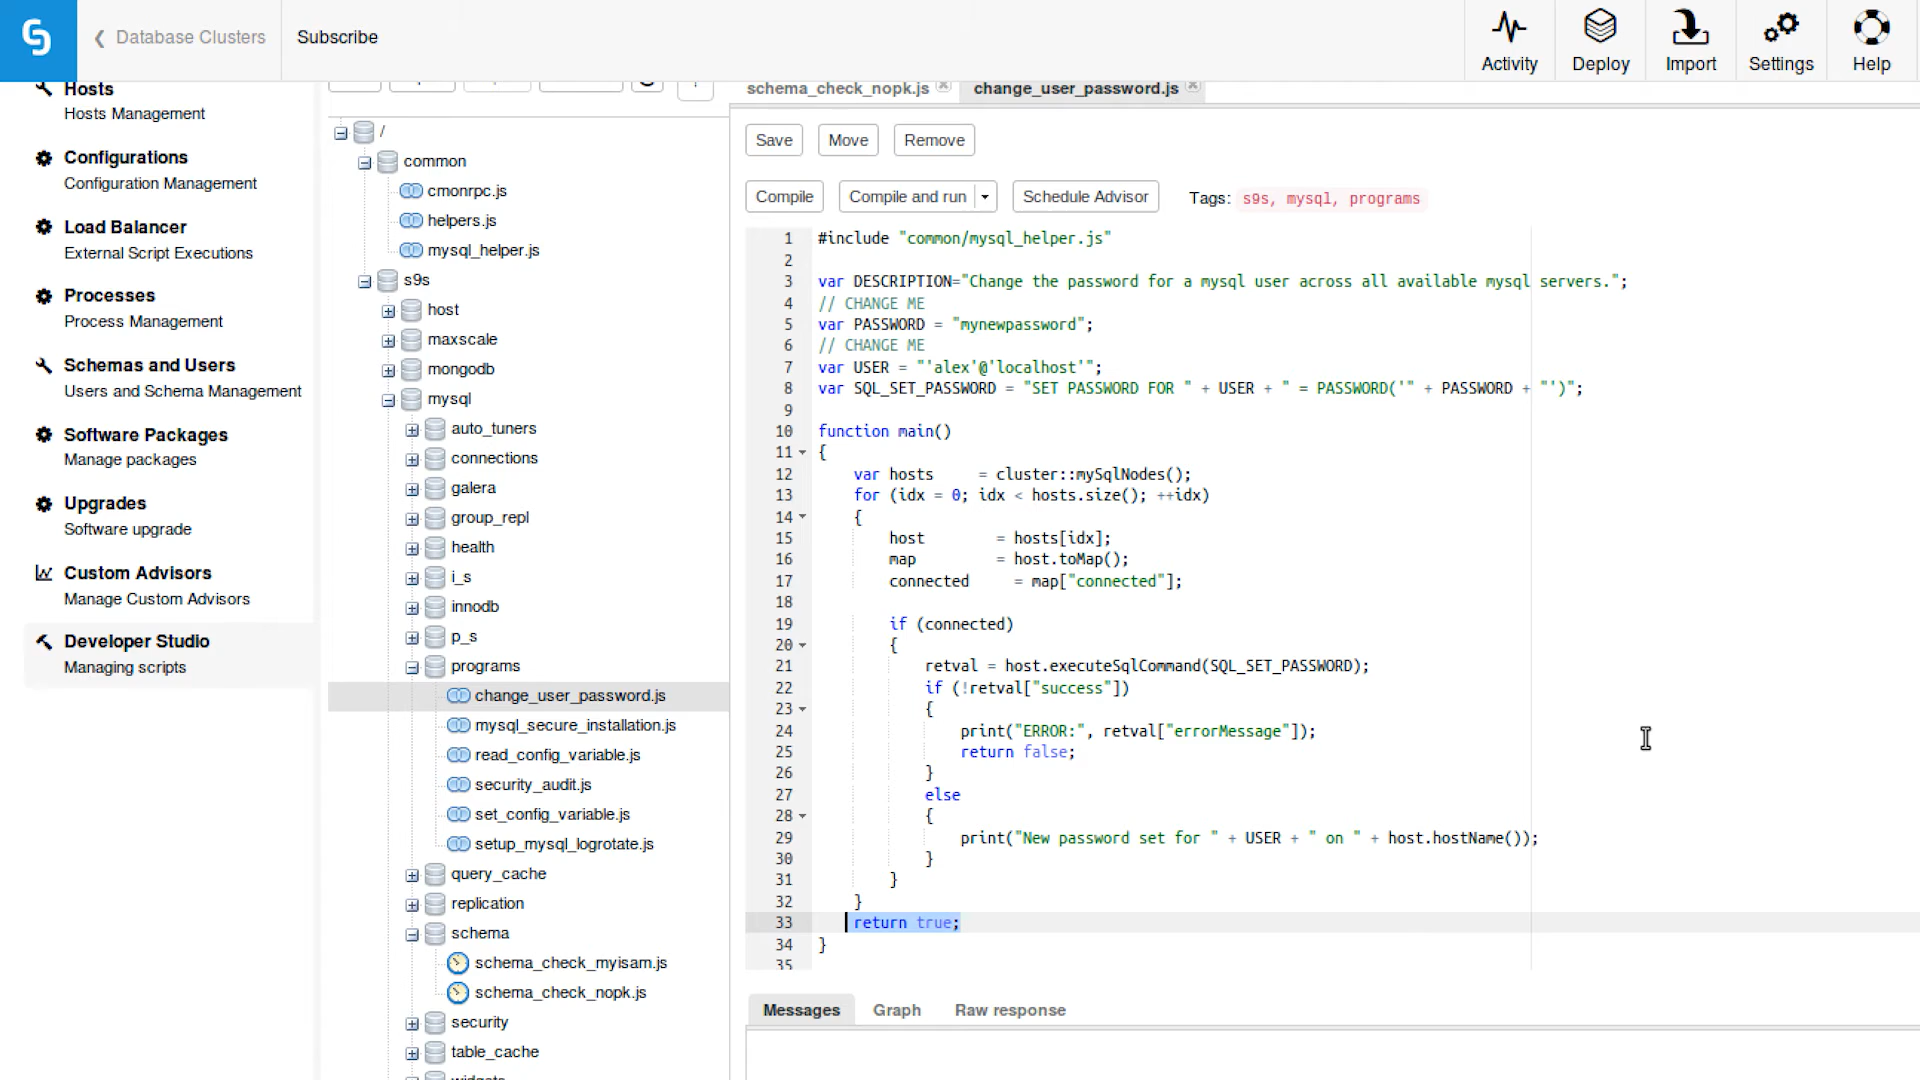 ❮ Database Clusters
Subscribe
Activity
Deploy
Import
Settings
Help
Hosts
Hosts Management
Configurations
Configuration Management
Load Balancer
External Script Executions
Processes
Process Management
Schemas and Users
Users and Schema Management
Software Packages
Manage packages
Upgrades
Software upgrade
Custom Advisors
Manage Custom Advisors
Developer Studio
Managing scripts
/
common
cmonrpc.js
helpers.js
mysql_helper.js
s9s
host
maxscale
mongodb
mysql
auto_tuners
connections
galera
group_repl
health
i_s
innodb
p_s
programs
change_user_password.js
mysql_secure_installation.js
read_config_variable.js
security_audit.js
set_config_variable.js
setup_mysql_logrotate.js
query_cache
replication
schema
schema_check_myisam.js
schema_check_nopk.js
security
table_cache
schema_check_nopk.js
change_user_password.js
Save
Move
Remove
Compile
Compile and run
Schedule Advisor
Tags: s9s, mysql, programs
1 #include "common/mysql_helper.js"
2
3 var DESCRIPTION="Change the password for a mysql user across all available mysql servers.";
4 // CHANGE ME
5 var PASSWORD = "mynewpassword";
6 // CHANGE ME
7 var USER = "'alex'@'localhost'";
8 var SQL_SET_PASSWORD = "SET PASSWORD FOR " + USER + " = PASSWORD('" + PASSWORD + "')";
9
10 function main()
11 {
12 var hosts = cluster::mySqlNodes();
13 for (idx = 0; idx < hosts.size(); ++idx)
14 {
15 host = hosts[idx];
16 map = host.toMap();
17 connected = map["connected"];
18
19 if (connected)
20 {
21 retval = host.executeSqlCommand(SQL_SET_PASSWORD);
22 if (!retval["success"])
23 {
24 print("ERROR:", retval["errorMessage"]);
25 return false;
26 }
27 else
28 {
29 print("New password set for " + USER + " on " + host.hostName());
30 }
31 }
32 }
33 return true;
34 }
35
Messages
Graph
Raw response